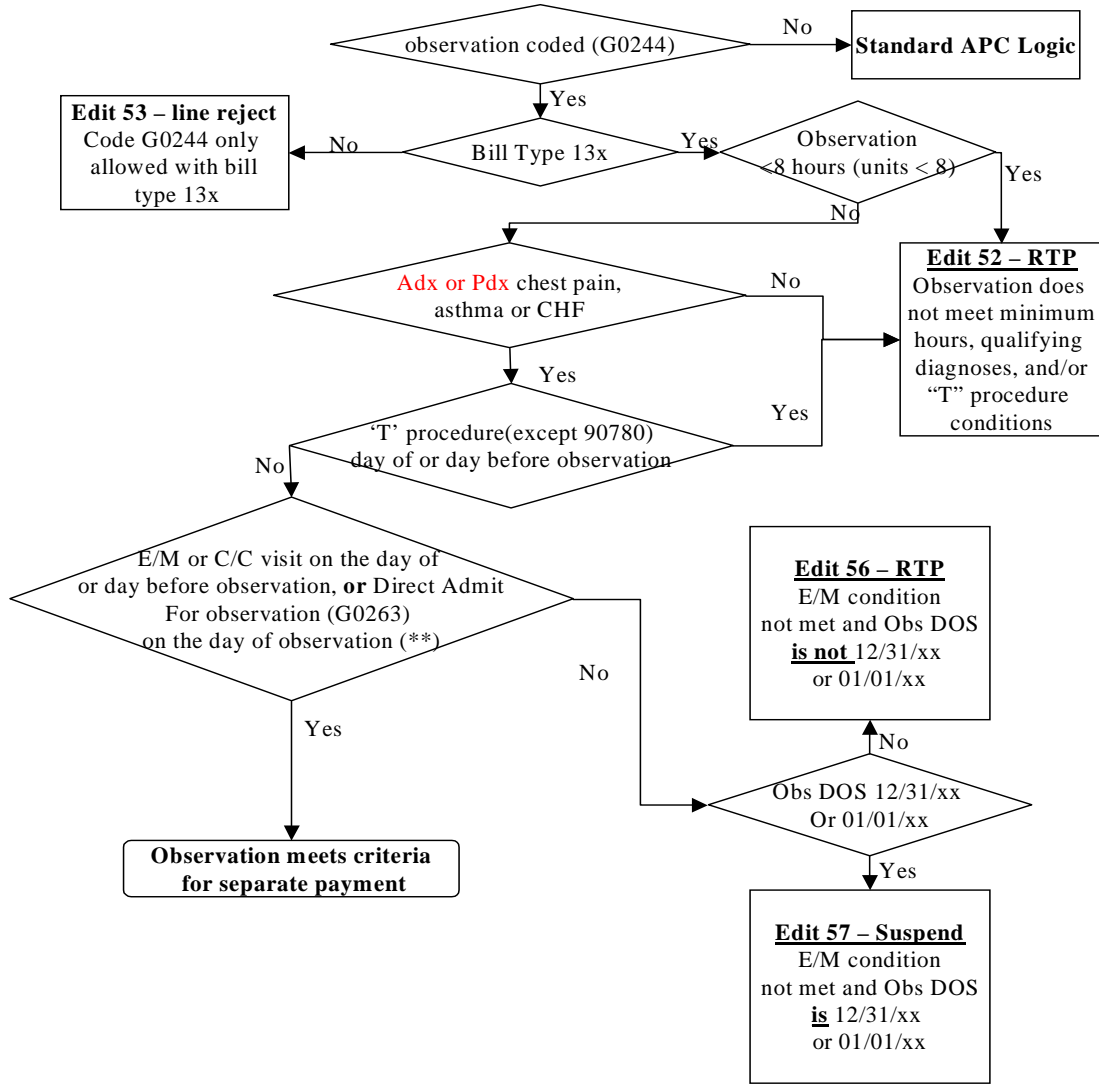 observation coded (G0244)
No
Standard APC Logic
Yes
Edit 53 – line reject
Code G0244 only
allowed with bill
type 13x
No
Bill Type 13x
Yes
Observation
<8 hours (units < 8)
Yes
No
Adx or Pdx chest pain,
asthma or CHF
No
Edit 52 – RTP
Observation does
not meet minimum
hours, qualifying
diagnoses, and/or
“T” procedure
conditions
Yes
‘T’ procedure(except 90780)
day of or day before observation
Yes
No
E/M or C/C visit on the day of
or day before observation, or Direct Admit
For observation (G0263)
on the day of observation (**)
No
Edit 56 – RTP
E/M condition
not met and Obs DOS
is not 12/31/xx
or 01/01/xx
Yes
No
Obs DOS 12/31/xx
Or 01/01/xx
Observation meets criteria
for separate payment
Yes
Edit 57 – Suspend
E/M condition
not met and Obs DOS
is 12/31/xx
or 01/01/xx